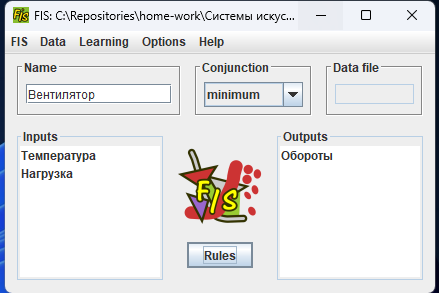 FIS FIS: C:\Repositories\home-work\Системы искус...
FIS Data Learning Options Help
Name Conjunction Data file
Вентилятор minimum
Inputs Outputs
Температура Обороты
Нагрузка
FIS
Rules